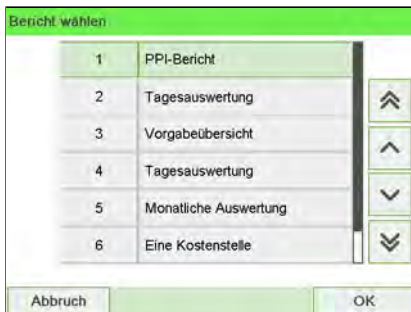 Bericht wählen
1 PPI-Bericht
2 Tagesauswertung
3 Vorgabeübersicht
4 Tagesauswertung
5 Monatliche Auswertung
6 Eine Kostenstelle
Abbruch OK